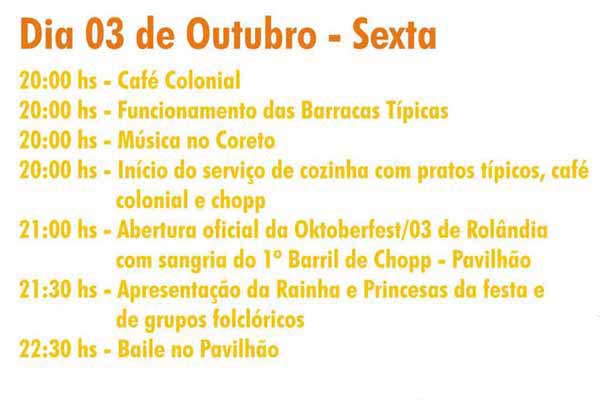 Dia 03 de Outubro - Sexta
20:00 hs - Café Colonial
20:00 hs - Funcionamento das Barracas Típicas
20:00 hs - Música no Coreto
20:00 hs - Início do serviço de cozinha com pratos típicos, café
colonial e chopp
21:00 hs - Abertura oficial da Oktoberfest/03 de Rolândia
com sangria do 1º Barril de Chopp - Pavilhão
21:30 hs - Apresentação da Rainha e Princesas da festa e
de grupos folclóricos
22:30 hs - Baile no Pavilhão